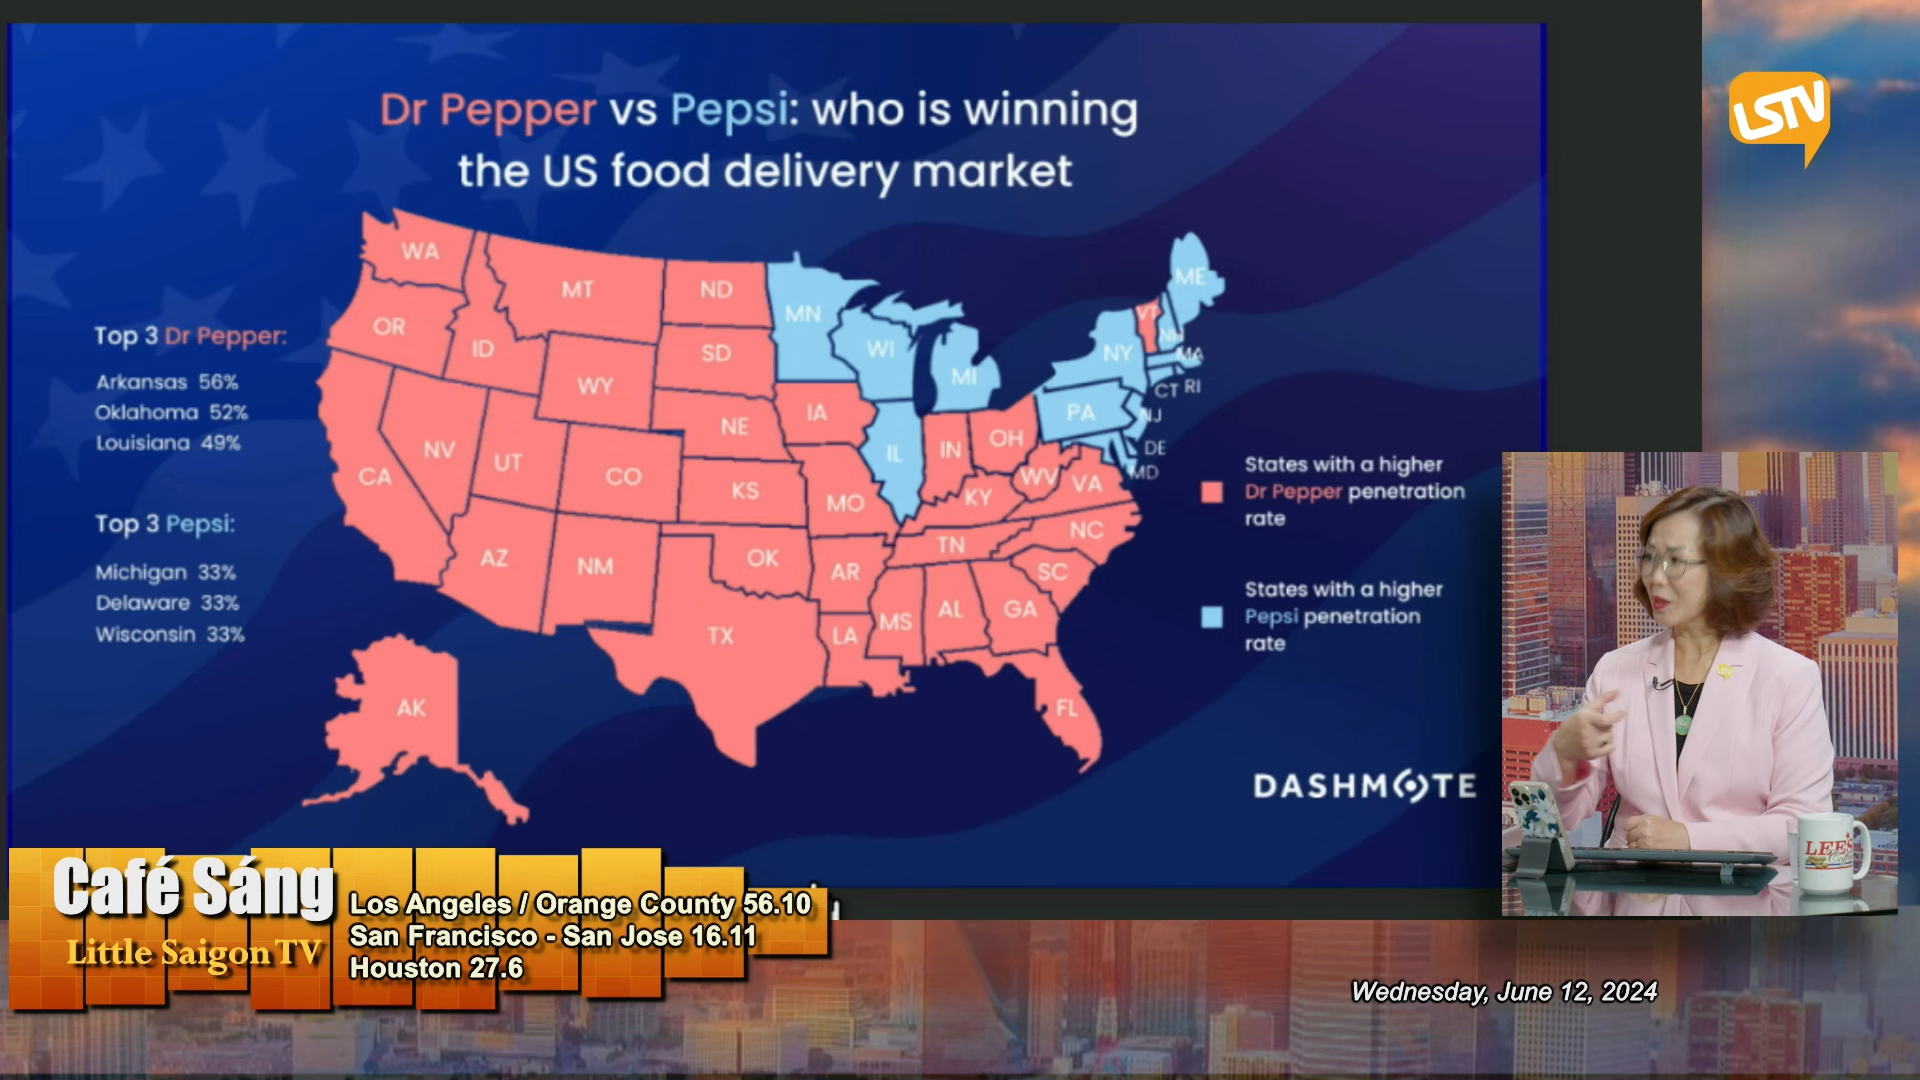 Dr Pepper vs Pepsi: who is winning
the US food delivery market
LSTV
WA
MT
ND
MN
ME
VT
NH
OR
ID
SD
WI
NY
MA
WY
MI
CT RI
IA
PA
NJ
NE
NV
UT
CO
IL
IN
OH
DE
MD
CA
KS
MO
KY
WV
VA
AZ
NM
OK
TN
NC
AR
SC
TX
LA
MS
AL
GA
AK
FL
Top 3 Dr Pepper:
Arkansas 56%
Oklahoma 52%
Louisiana 49%
Top 3 Pepsi:
Michigan 33%
Delaware 33%
Wisconsin 33%
States with a higher
Dr Pepper penetration
rate
States with a higher
Pepsi penetration
rate
DASHMOTE
LEE'S
Coffee
Café Sáng
Little Saigon TV
Los Angeles / Orange County 56.10
San Francisco - San Jose 16.11
Houston 27.6
Wednesday, June 12, 2024